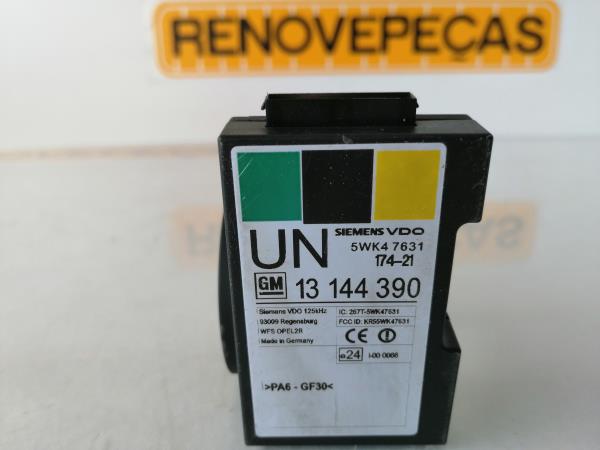 RENOVEPEÇAS
UN
SIEMENS VDO
5WK4 7631
174-21
GM 13 144 390
Siemens VDO 125kHz
93009 Regensburg
WFS OPEL2R
Made in Germany
IC: 267T-5WK47631
FCC ID: KR55WK47631
CE
e24 I-00 0066
>PA6 - GF30<